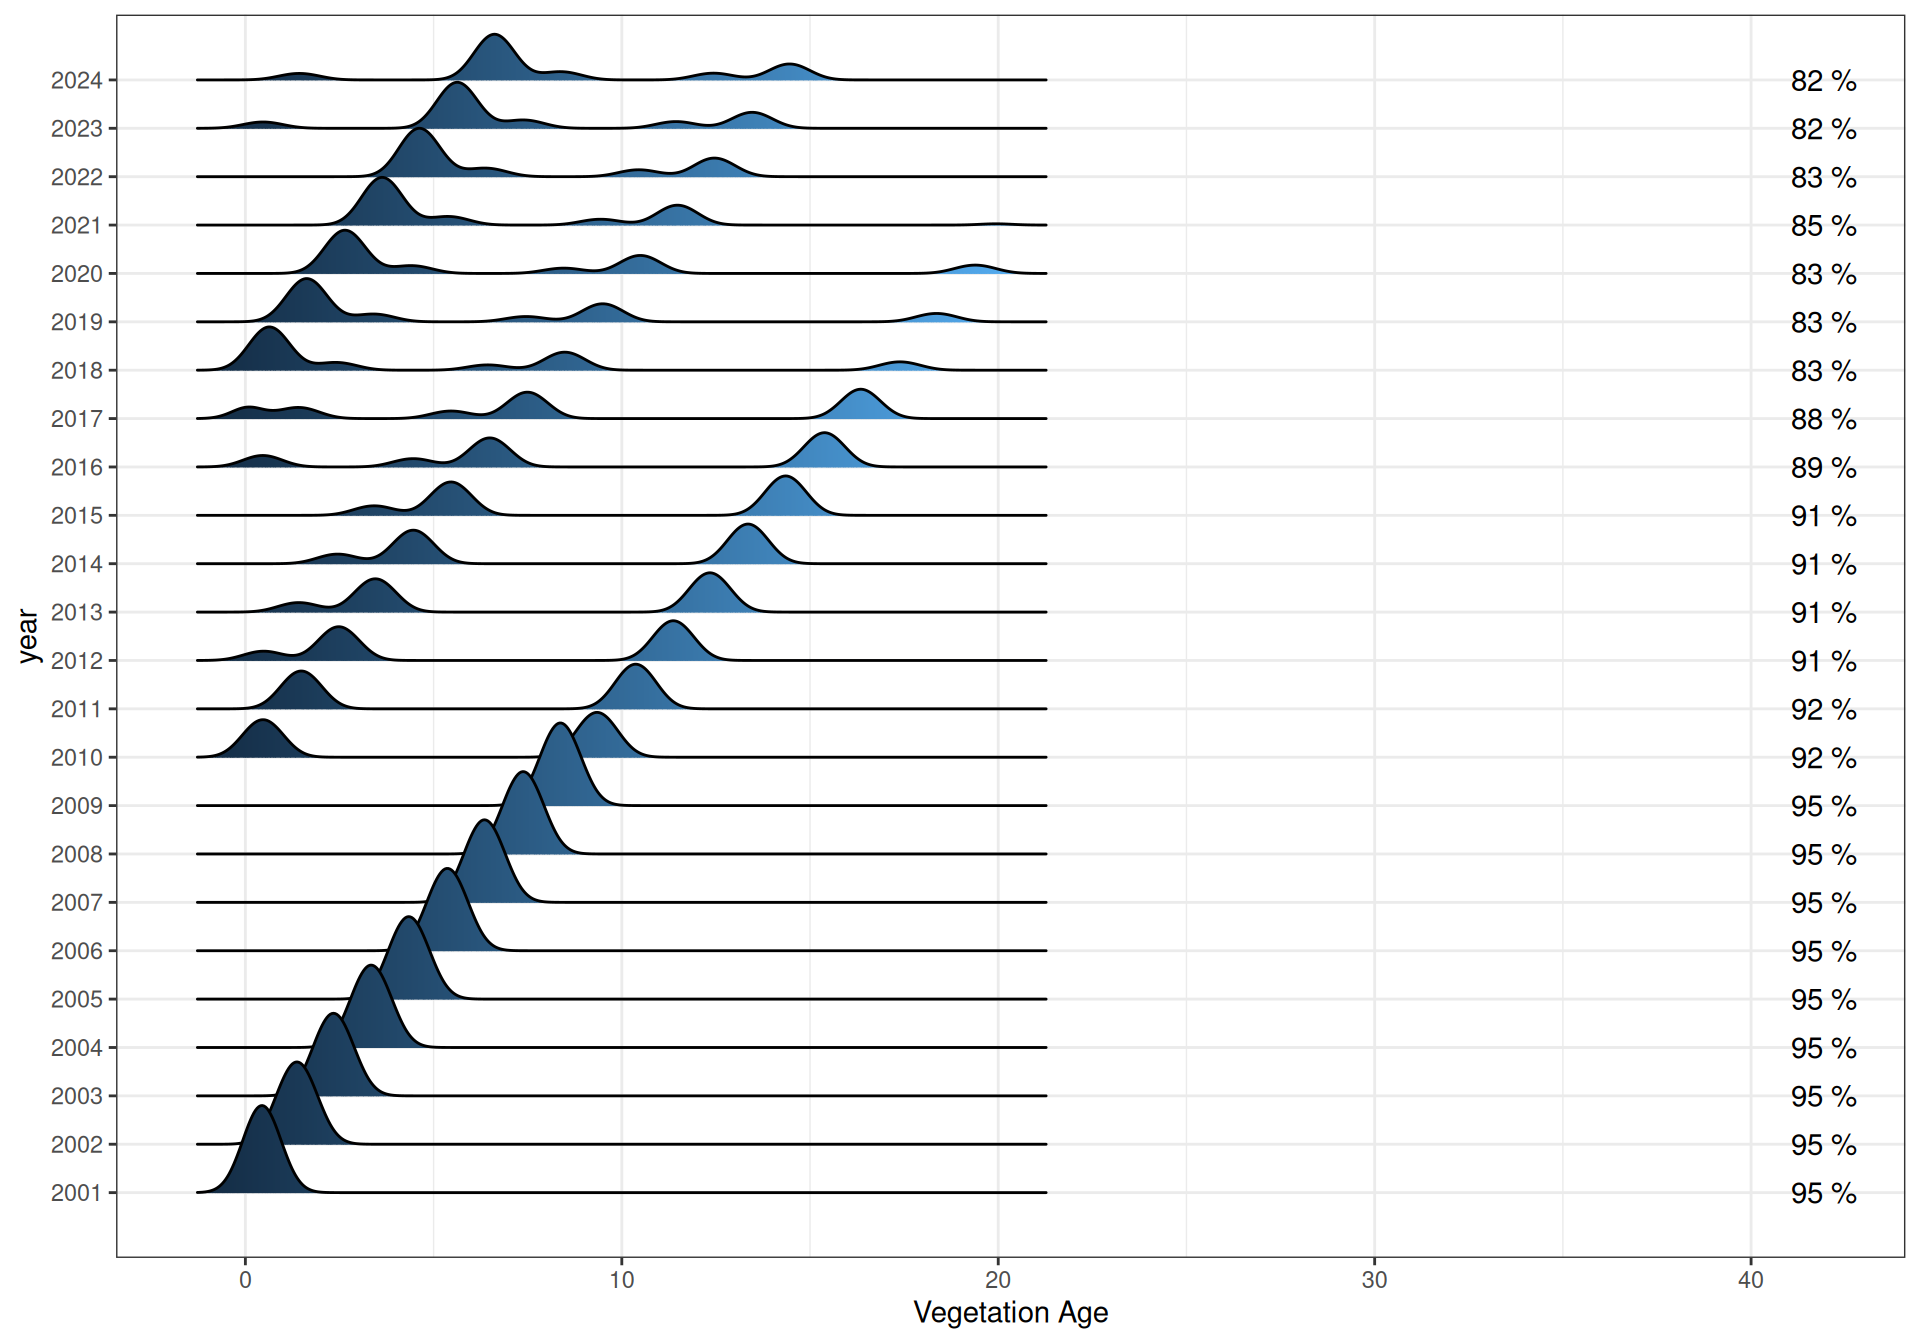 2024 82 %
2023 82 %
2022 83 %
2021 85 %
2020 83 %
2019 83 %
2018 83 %
2017 88 %
2016 89 %
2015 91 %
2014 91 %
2013 91 %
2012 91 %
2011 92 %
2010 92 %
2009 95 %
2008 95 %
2007 95 %
2006 95 %
2005 95 %
2004 95 %
2003 95 %
2002 95 %
2001 95 %
year
0 10 20 30 40
Vegetation Age